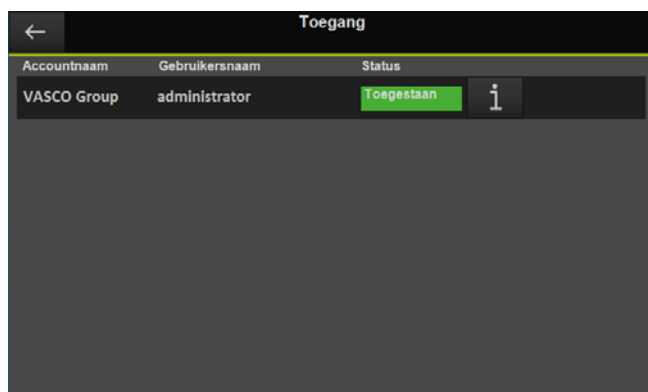 Toegang
Accountnaam Gebruikersnaam Status
VASCO Group administrator Toegestaan i